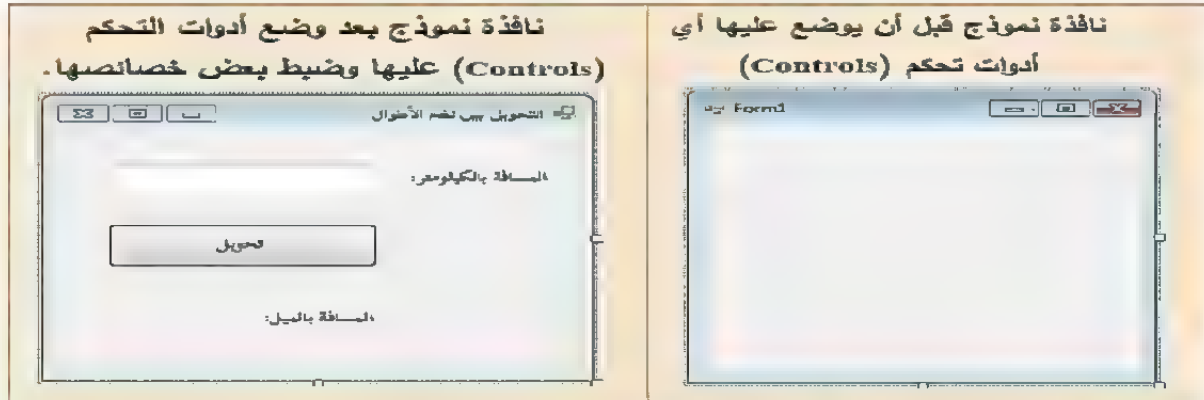 نافذة نموذج قبل أن يوضع عليها أي
أدوات تحكم (Controls)
Form1
نافذة نموذج بعد وضع أدوات التحكم
(Controls) عليها وضبط بعض خصائصها.
التحويل بين نظم الأطوال
المسافة بالكيلومتر:
تحويل
المسافة بالميل: